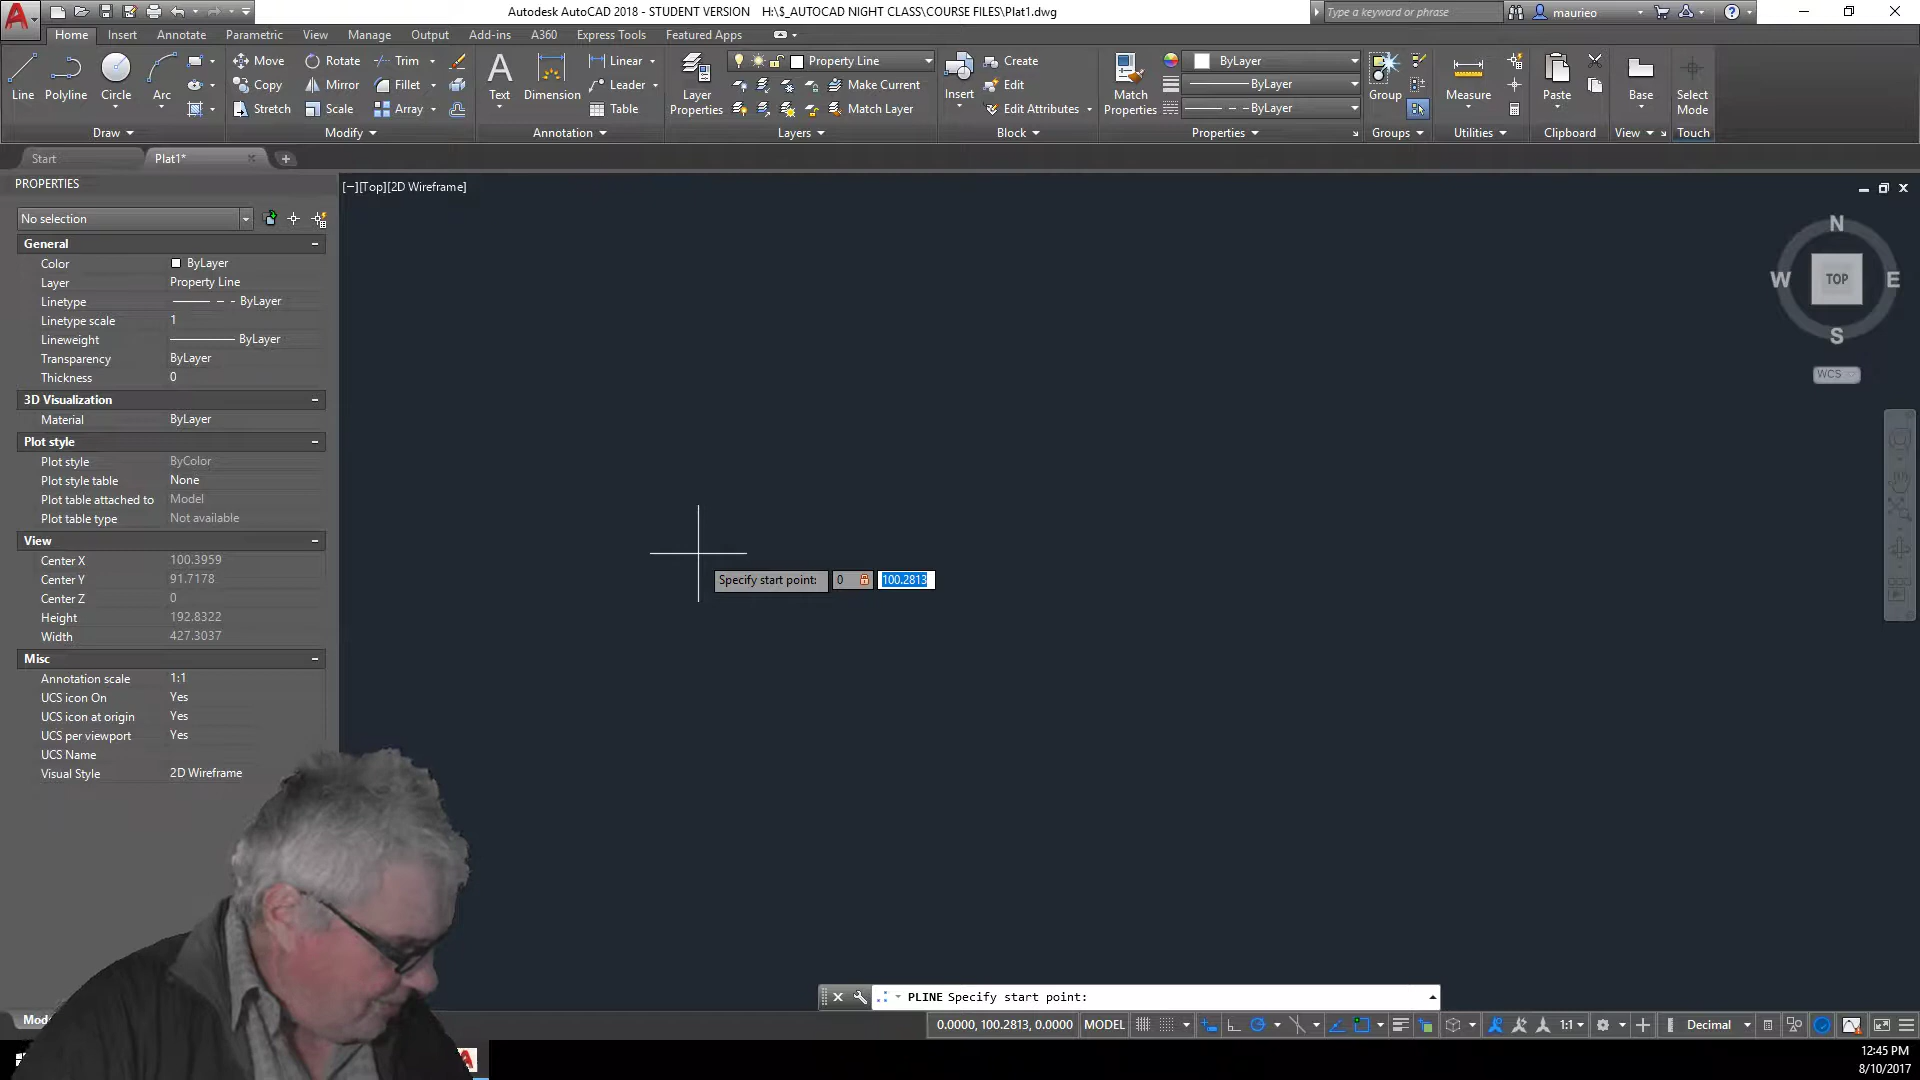 Autodesk AutoCAD 2018 - STUDENT VERSION H:\$_AUTOCAD NIGHT CLASS\COURSE FILES\Plat1.dwg
Type a keyword or phrase
maurieo
Home Insert Annotate Parametric View Manage Output Add-ins A360 Express Tools Featured Apps
Line Polyline Circle Arc
Draw
Move Rotate Trim
Copy Mirror Fillet
Stretch Scale Array
Modify
Text Dimension
Linear
Leader
Table
Annotation
Layer Properties
Property Line
Make Current
Match Layer
Layers
Insert
Create
Edit
Edit Attributes
Block
Match Properties
ByLayer
ByLayer
ByLayer
Properties
Group
Groups
Measure
Utilities
Paste
Clipboard
Base
View
Select Mode
Touch
Start Plat1*
PROPERTIES
[−][Top][2D Wireframe]
No selection
General
Color ByLayer
Layer Property Line
Linetype ByLayer
Linetype scale 1
Lineweight ByLayer
Transparency ByLayer
Thickness 0
3D Visualization
Material ByLayer
Plot style
Plot style ByColor
Plot style table None
Plot table attached to Model
Plot table type Not available
View
Center X 100.3959
Center Y 91.7178
Center Z 0
Height 192.8322
Width 427.3037
Misc
Annotation scale 1:1
UCS icon On Yes
UCS icon at origin Yes
UCS per viewport Yes
UCS Name
Visual Style 2D Wireframe
N
W TOP E
S
WCS
Specify start point: 0 100.2813
PLINE Specify start point:
0.0000, 100.2813, 0.0000 MODEL 1:1 Decimal
12:45 PM
8/10/2017